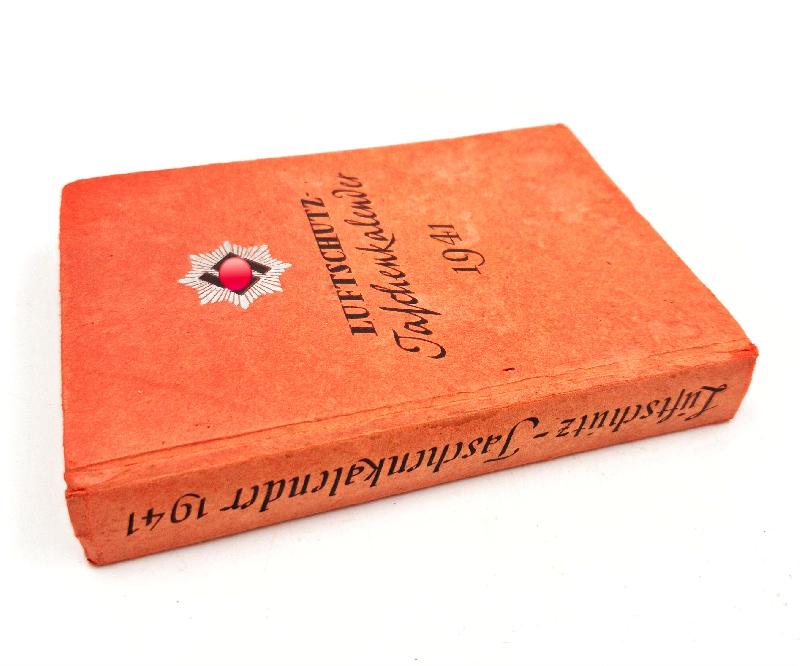 LUFTSCHUTZ-
Taschenkalender
1941
Luftschutz-Taschenkalender 1941